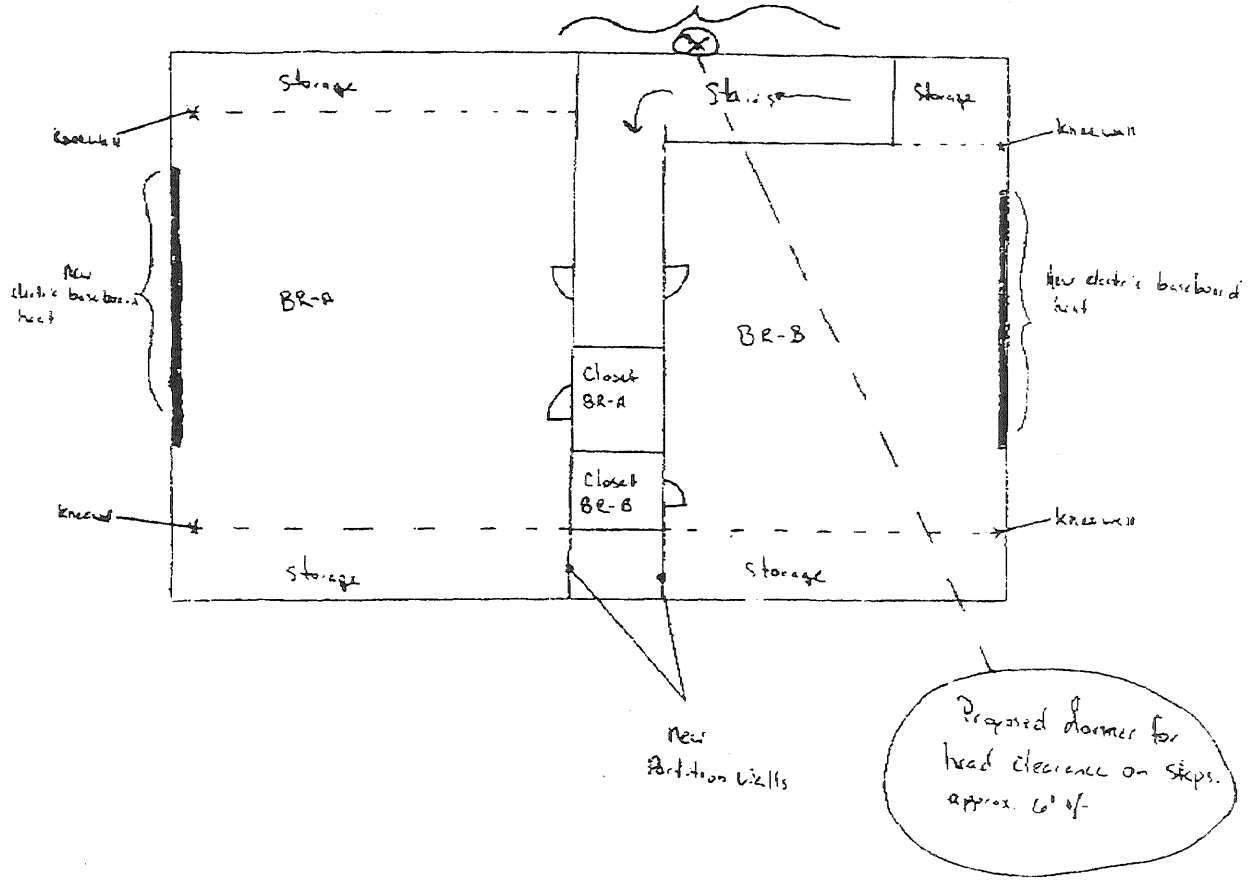 Storage
Stairs
Storage
Kneewall
Kneewall
New
electric baseboard
heat
New electric baseboard
heat
BR-A
BR-B
Closet
BR-A
Closet
BR-B
Kneewall
Kneewall
Storage
Storage
New
Partition Walls
Proposed dormer for
head clearance on steps.
approx. 6' +/-